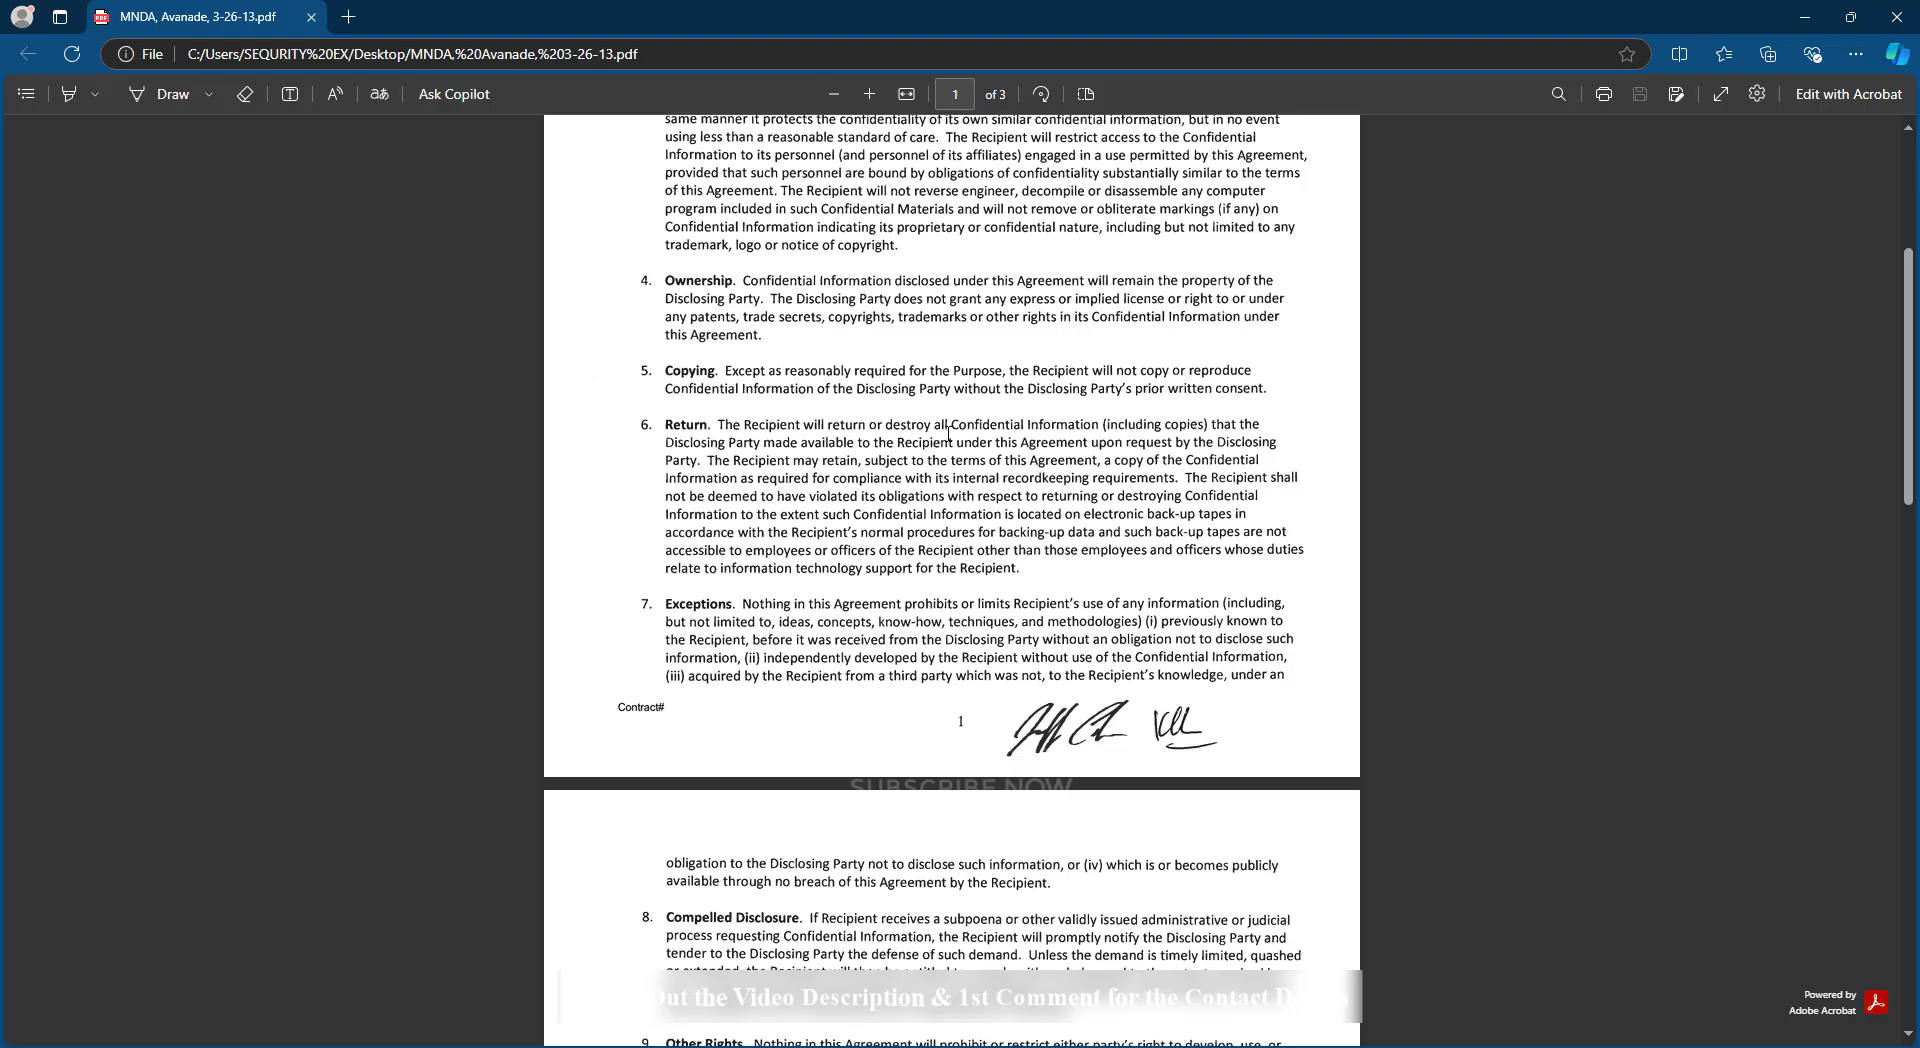 MNDA, Avanade, 3-26-13.pdf
File C:/Users/SEQURITY%20EX/Desktop/MNDA,%20Avanade,%203-26-13.pdf
Draw aあ Ask Copilot 1 of 3 Edit with Acrobat
same manner it protects the confidentiality of its own similar confidential information, but in no event
using less than a reasonable standard of care. The Recipient will restrict access to the Confidential
Information to its personnel (and personnel of its affiliates) engaged in a use permitted by this Agreement,
provided that such personnel are bound by obligations of confidentiality substantially similar to the terms
of this Agreement. The Recipient will not reverse engineer, decompile or disassemble any computer
program included in such Confidential Materials and will not remove or obliterate markings (if any) on
Confidential Information indicating its proprietary or confidential nature, including but not limited to any
trademark, logo or notice of copyright.
4. Ownership. Confidential Information disclosed under this Agreement will remain the property of the
Disclosing Party. The Disclosing Party does not grant any express or implied license or right to or under
any patents, trade secrets, copyrights, trademarks or other rights in its Confidential Information under
this Agreement.
5. Copying. Except as reasonably required for the Purpose, the Recipient will not copy or reproduce
Confidential Information of the Disclosing Party without the Disclosing Party's prior written consent.
6. Return. The Recipient will return or destroy all Confidential Information (including copies) that the
Disclosing Party made available to the Recipient under this Agreement upon request by the Disclosing
Party. The Recipient may retain, subject to the terms of this Agreement, a copy of the Confidential
Information as required for compliance with its internal recordkeeping requirements. The Recipient shall
not be deemed to have violated its obligations with respect to returning or destroying Confidential
Information to the extent such Confidential Information is located on electronic back-up tapes in
accordance with the Recipient's normal procedures for backing-up data and such back-up tapes are not
accessible to employees or officers of the Recipient other than those employees and officers whose duties
relate to information technology support for the Recipient.
7. Exceptions. Nothing in this Agreement prohibits or limits Recipient's use of any information (including,
but not limited to, ideas, concepts, know-how, techniques, and methodologies) (i) previously known to
the Recipient, before it was received from the Disclosing Party without an obligation not to disclose such
information, (ii) independently developed by the Recipient without use of the Confidential Information,
(iii) acquired by the Recipient from a third party which was not, to the Recipient's knowledge, under an
Contract#
1
SUBSCRIBE NOW
obligation to the Disclosing Party not to disclose such information, or (iv) which is or becomes publicly
available through no breach of this Agreement by the Recipient.
8. Compelled Disclosure. If Recipient receives a subpoena or other validly issued administrative or judicial
process requesting Confidential Information, the Recipient will promptly notify the Disclosing Party and
tender to the Disclosing Party the defense of such demand. Unless the demand is timely limited, quashed
Out the Video Description & 1st Comment for the Contact
Powered by
Adobe Acrobat
9. Other Rights. Nothing in this Agreement will prohibit or restrict either party's right to develop, use, or